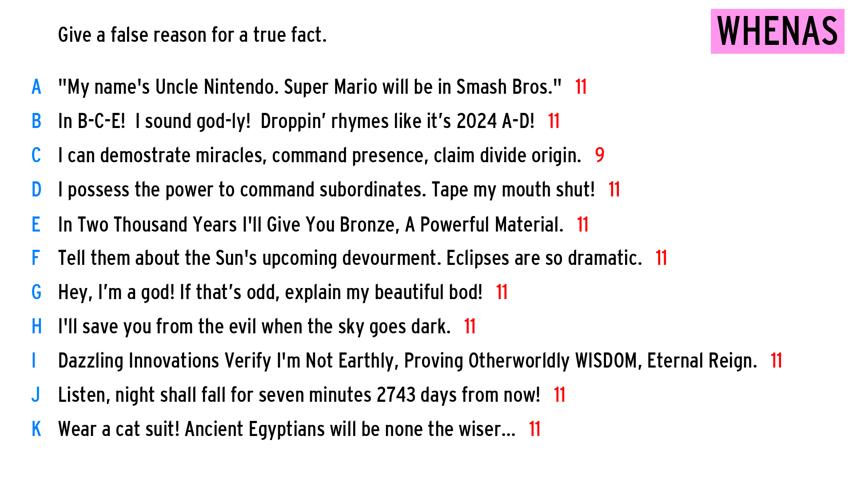 Give a false reason for a true fact.
WHENAS
A "My name's Uncle Nintendo. Super Mario will be in Smash Bros." 11
B In B-C-E!  I sound god-ly!  Droppin' rhymes like it's 2024 A-D! 11
C I can demostrate miracles, command presence, claim divide origin. 9
D I possess the power to command subordinates. Tape my mouth shut! 11
E In Two Thousand Years I'll Give You Bronze, A Powerful Material. 11
F Tell them about the Sun's upcoming devourment. Eclipses are so dramatic. 11
G Hey, I'm a god! If that's odd, explain my beautiful bod! 11
H I'll save you from the evil when the sky goes dark. 11
I Dazzling Innovations Verify I'm Not Earthly, Proving Otherworldly WISDOM, Eternal Reign. 11
J Listen, night shall fall for seven minutes 2743 days from now! 11
K Wear a cat suit! Ancient Egyptians will be none the wiser... 11